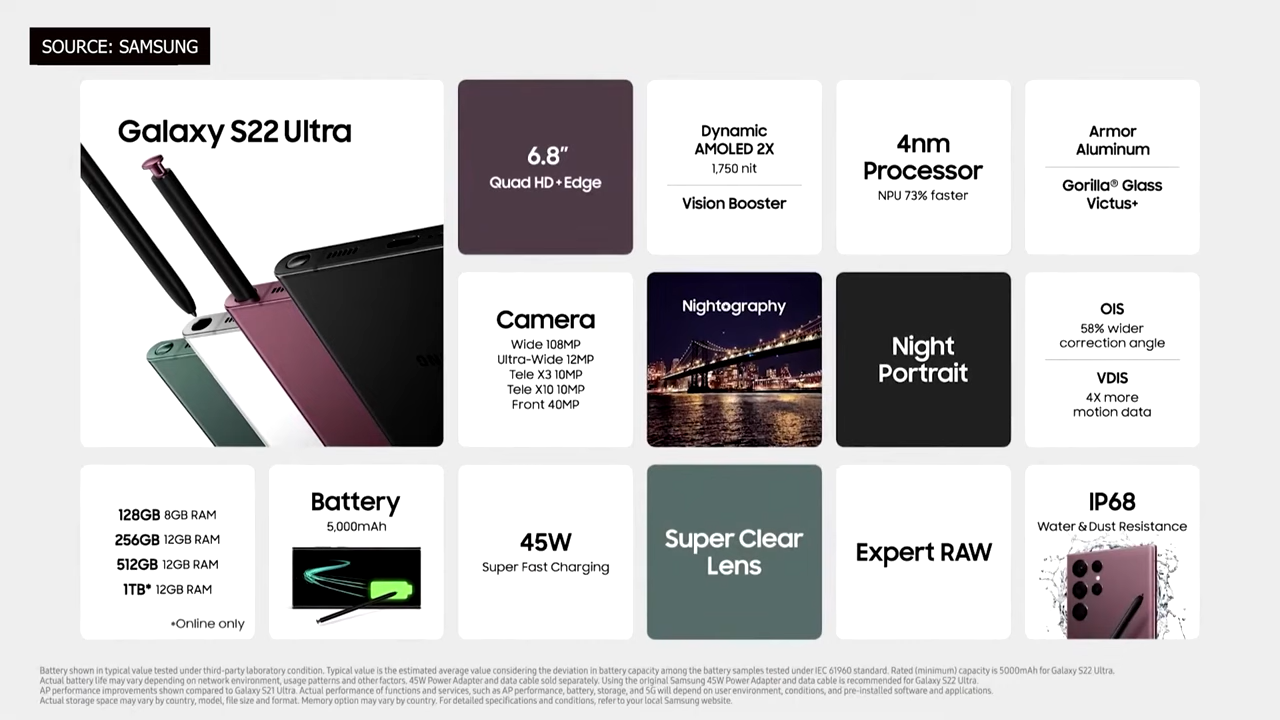 SOURCE: SAMSUNG
Galaxy S22 Ultra
6.8"
Quad HD+ Edge
Dynamic
AMOLED 2X
1,750 nit
Vision Booster
4nm
Processor
NPU 73% faster
Armor
Aluminum
Gorilla® Glass
Victus+
Camera
Wide 108MP
Ultra-Wide 12MP
Tele X3 10MP
Tele X10 10MP
Front 40MP
Nightography
Night
Portrait
OIS
58% wider
correction angle
VDIS
4X more
motion data
128GB 8GB RAM
256GB 12GB RAM
512GB 12GB RAM
1TB* 12GB RAM
*Online only
Battery
5,000mAh
45W
Super Fast Charging
Super Clear
Lens
Expert RAW
IP68
Water & Dust Resistance
Battery shown in typical value tested under third-party laboratory condition. Typical value is the estimated average value considering the deviation in battery capacity among the battery samples tested under IEC 61960 standard. Rated (minimum) capacity is 5000mAh for Galaxy S22 Ultra.
Actual battery life may vary depending on network environment, usage patterns and other factors. 45W Power Adapter and data cable sold separately. Using the original Samsung 45W Power Adapter and data cable is recommended for Galaxy S22 Ultra
AP performance improvements shown compared to Galaxy S21 Ultra. Actual performance of functions and services, such as AP performance, battery, storage, and 5G will depend on user environment, conditions, and pre-installed software and applications.
Actual storage space may vary by country, model, file size and format. Memory option may vary by country. For detailed specifications and conditions, refer to your local Samsung website.